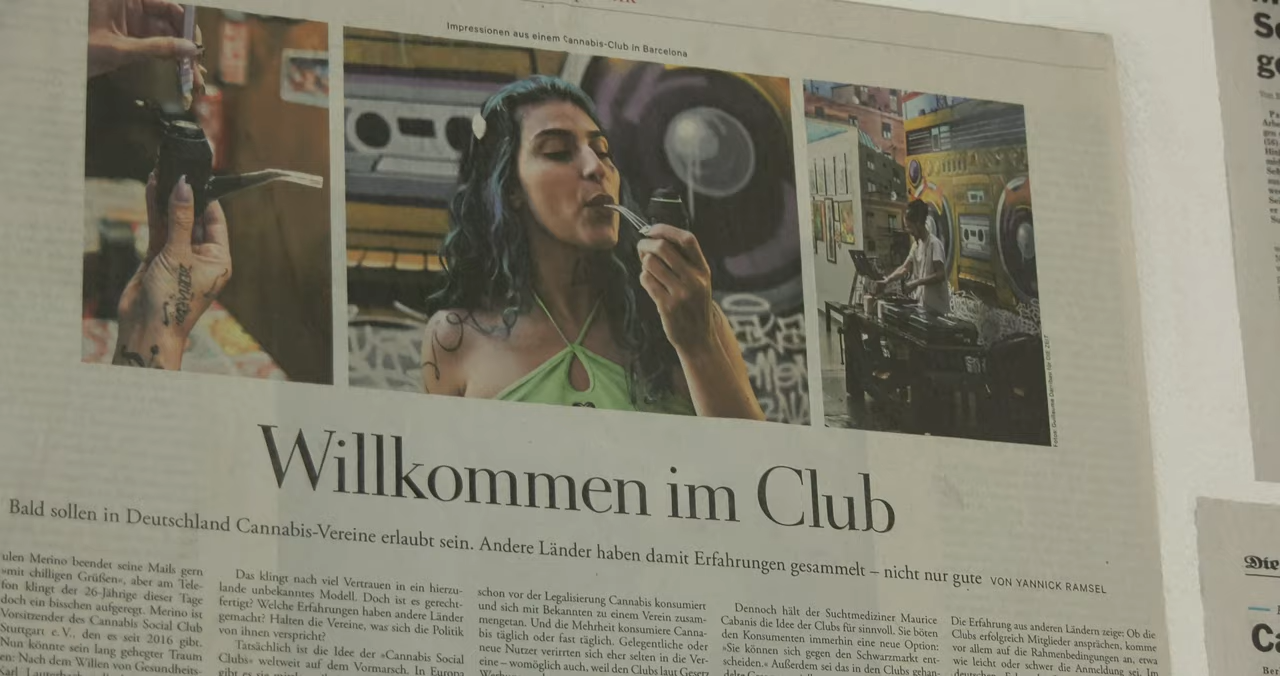 Impressionen aus einem Cannabis-Club in Barcelona
Willkommen im Club
Bald sollen in Deutschland Cannabis-Vereine erlaubt sein. Andere Länder haben damit Erfahrungen gesammelt – nicht nur gute VON YANNICK RAMSEL
ulen Merino beendet seine Mails gern
»mit chilligen Grüßen«, aber am Tele-
fon klingt der 26-Jährige dieser Tage
doch ein bisschen aufgeregt. Merino ist
Vorsitzender des Cannabis Social Club
Stuttgart e.V., den es seit 2016 gibt.
Nun könnte sein lang gehegter Traum
en: Nach dem Willen von Gesundheits-
Das klingt nach viel Vertrauen in ein hierzu-
lande unbekanntes Modell. Doch ist es gerecht-
fertigt? Welche Erfahrungen haben andere Länder
gemacht? Halten die Vereine, was sich die Politik
von ihnen verspricht?
Tatsächlich ist die Idee der »Cannabis Social
Clubs« weltweit auf dem Vormarsch. In Europa
schon vor der Legalisierung Cannabis konsumiert
und sich mit Bekannten zu einem Verein zusam-
mengetan. Und die Mehrheit konsumiere Canna-
bis täglich oder fast täglich. Gelegentliche oder
neue Nutzer verirrten sich eher selten in die Ver-
eine – womöglich auch, weil den Clubs laut Gesetz
Dennoch hält der Suchtmediziner Maurice
Cabanis die Idee der Clubs für sinnvoll. Sie böten
den Konsumenten immerhin eine neue Option:
»Sie können sich gegen den Schwarzmarkt ent-
scheiden.« Außerdem sei das in den Clubs gehan-
Die Erfahrung aus anderen Ländern zeige: Ob die
Clubs erfolgreich Mitglieder ansprächen, komme
vor allem auf die Rahmenbedingungen an, etwa
wie leicht oder schwer die Anmeldung sei. Im
Die